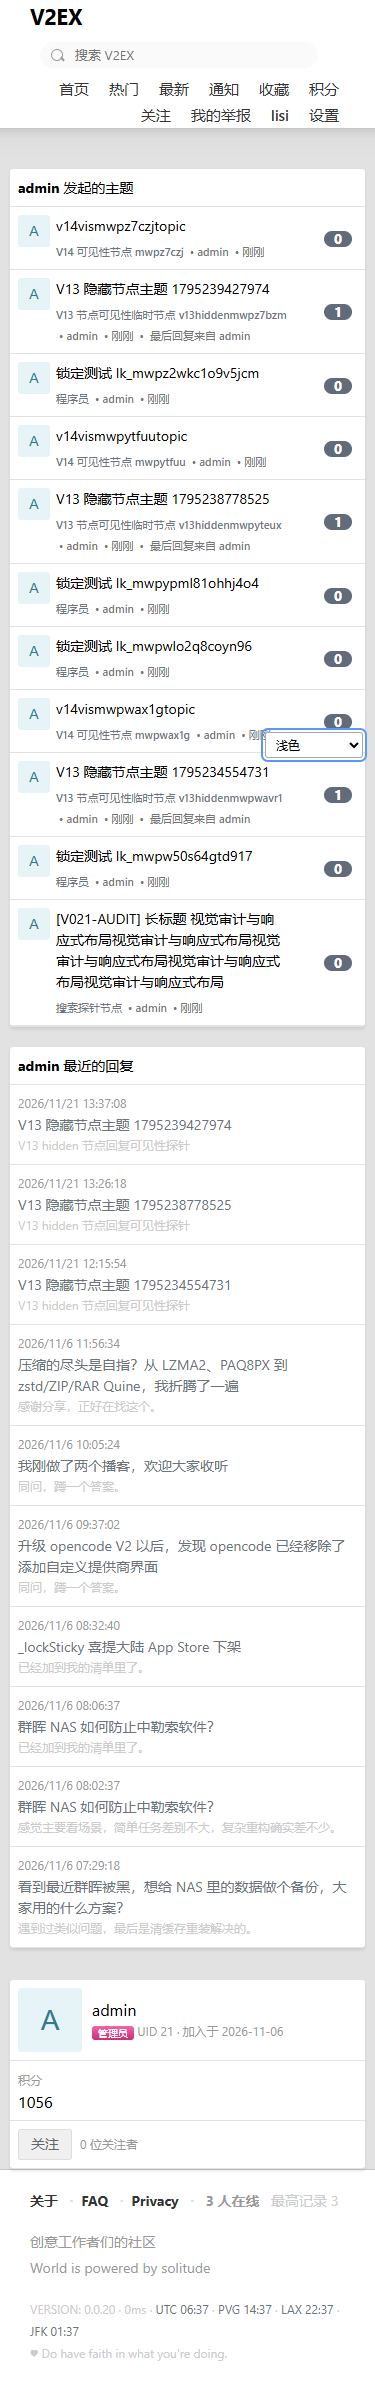 V2EX
搜索 V2EX
首页 热门 最新 通知 收藏 积分
关注 我的举报 lisi 设置
admin 发起的主题
A
v14vismwpz7czjtopic
V14 可见性节点 mwpz7czj • admin • 刚刚
0
A
V13 隐藏节点主题 1795239427974
V13 节点可见性临时节点 v13hiddenmwpz7bzm
• admin • 刚刚 • 最后回复来自 admin
1
A
锁定测试 lk_mwpz2wkc1o9v5jcm
程序员 • admin • 刚刚
0
A
v14vismwpytfuutopic
V14 可见性节点 mwpytfuu • admin • 刚刚
0
A
V13 隐藏节点主题 1795238778525
V13 节点可见性临时节点 v13hiddenmwpyteux
• admin • 刚刚 • 最后回复来自 admin
1
A
锁定测试 lk_mwpypml81ohhj4o4
程序员 • admin • 刚刚
0
A
锁定测试 lk_mwpwlo2q8coyn96
程序员 • admin • 刚刚
0
A
v14vismwpwax1gtopic
V14 可见性节点 mwpwax1g • admin • 刚刚
0
浅色
A
V13 隐藏节点主题 1795234554731
V13 节点可见性临时节点 v13hiddenmwpwavr1
• admin • 刚刚 • 最后回复来自 admin
1
A
锁定测试 lk_mwpw50s64gtd917
程序员 • admin • 刚刚
0
A
[V021-AUDIT] 长标题 视觉审计与响
应式布局视觉审计与响应式布局视觉
审计与响应式布局视觉审计与响应式
布局视觉审计与响应式布局
搜索探针节点 • admin • 刚刚
0
admin 最近的回复
2026/11/21 13:37:08
V13 隐藏节点主题 1795239427974
V13 hidden 节点回复可见性探针
2026/11/21 13:26:18
V13 隐藏节点主题 1795238778525
V13 hidden 节点回复可见性探针
2026/11/21 12:15:54
V13 隐藏节点主题 1795234554731
V13 hidden 节点回复可见性探针
2026/11/6 11:56:34
压缩的尽头是自指？从 LZMA2、PAQ8PX 到
zstd/ZIP/RAR Quine，我折腾了一遍
感谢分享，正好在找这个。
2026/11/6 10:05:24
我刚做了两个播客，欢迎大家收听
同问，蹲一个答案。
2026/11/6 09:37:02
升级 opencode V2 以后，发现 opencode 已经移除了
添加自定义提供商界面
同问，蹲一个答案。
2026/11/6 08:32:40
_lockSticky 喜提大陆 App Store 下架
已经加到我的清单里了。
2026/11/6 08:06:37
群晖 NAS 如何防止中勒索软件？
已经加到我的清单里了。
2026/11/6 08:02:37
群晖 NAS 如何防止中勒索软件？
感觉主要看场景，简单任务差别不大，复杂重构确实差不少。
2026/11/6 07:29:18
看到最近群晖被黑，想给 NAS 里的数据做个备份，大
家用的什么方案？
遇到过类似问题，最后是清缓存重装解决的。
A
admin
管理员 UID 21 · 加入于 2026-11-06
积分
1056
关注 0 位关注者
关于 · FAQ · Privacy · 3 人在线 最高记录 3
创意工作者们的社区
World is powered by solitude
VERSION: 0.0.20 · 0ms · UTC 06:37 · PVG 14:37 · LAX 22:37 ·
JFK 01:37
♥ Do have faith in what you're doing.